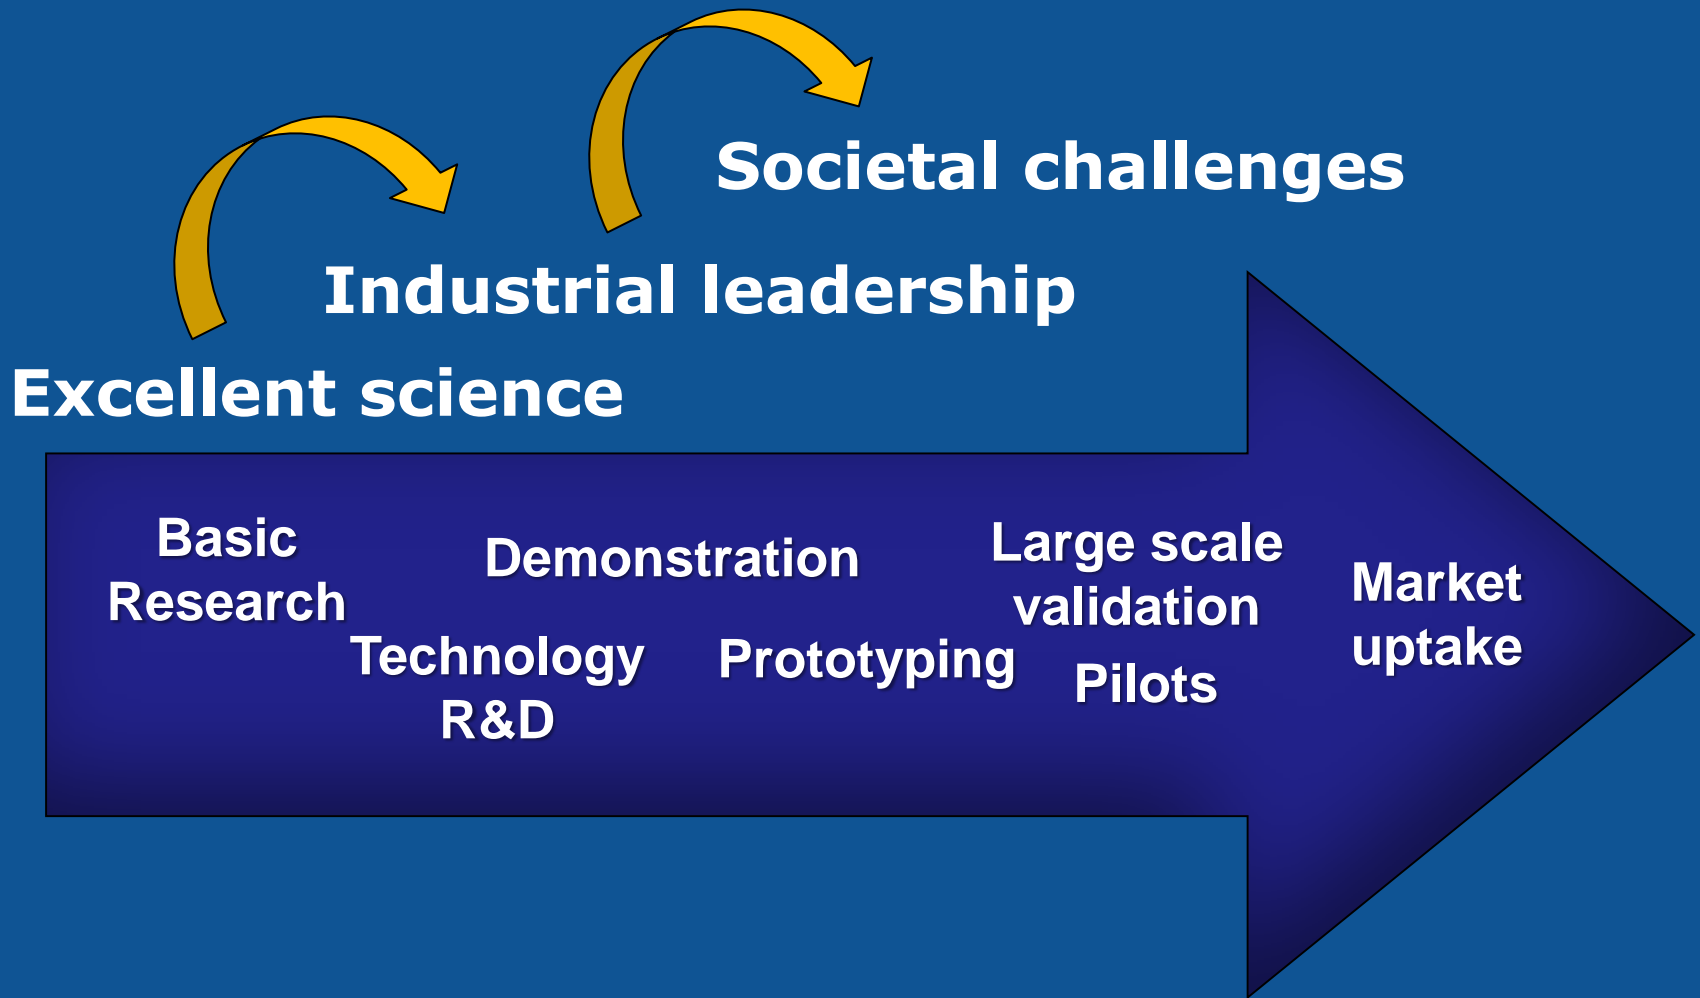 Societal challenges
Industrial leadership
Excellent science
Basic
Research
Demonstration
Technology
R&D
Prototyping
Large scale
validation
Pilots
Market
uptake